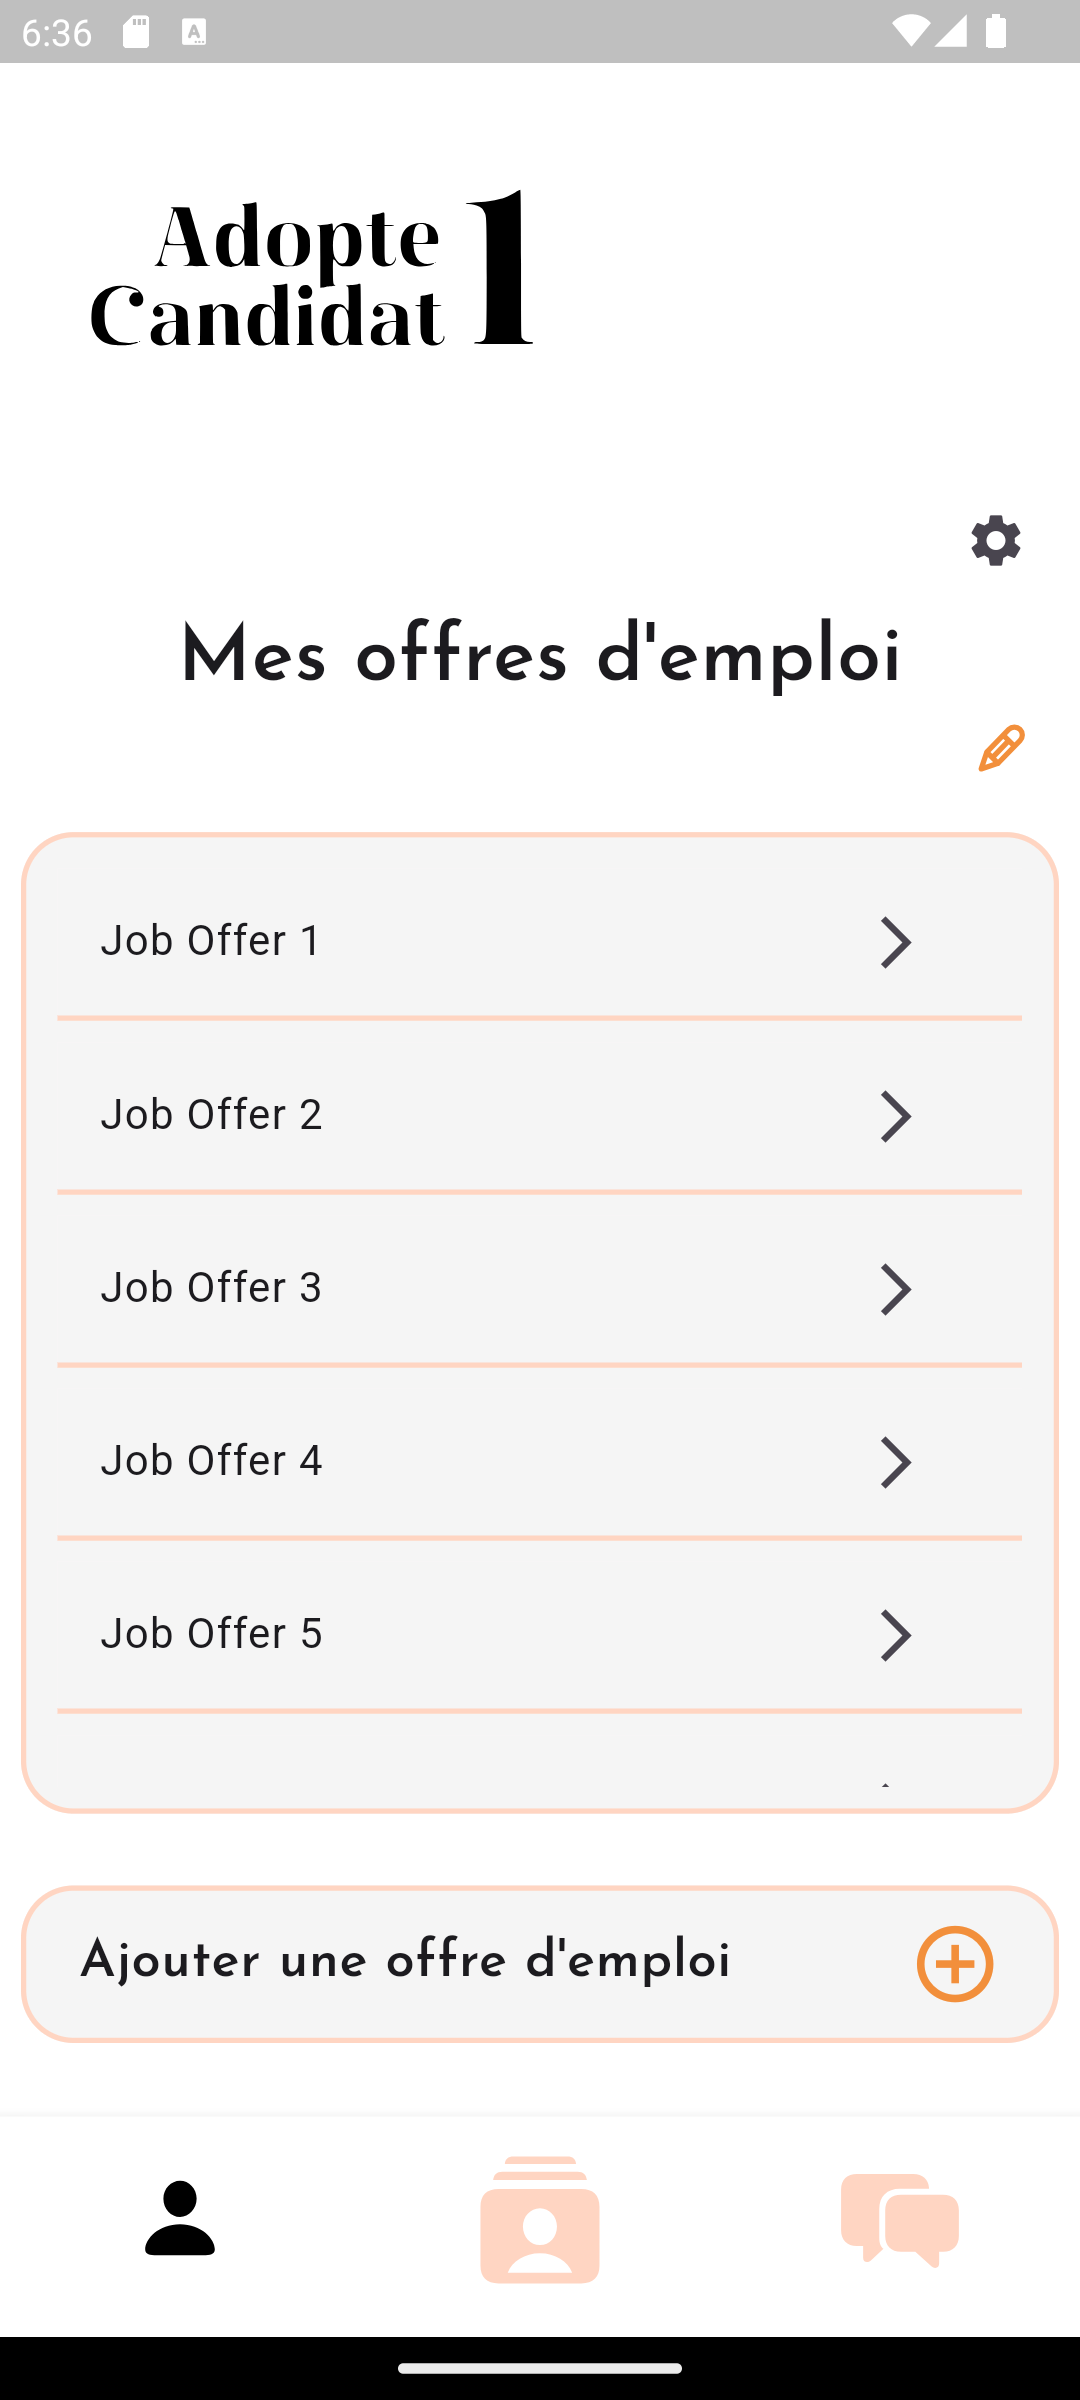 6:36
Adopte
Candidat 1
Mes offres d'emploi
Job Offer 1
Job Offer 2
Job Offer 3
Job Offer 4
Job Offer 5
Ajouter une offre d'emploi